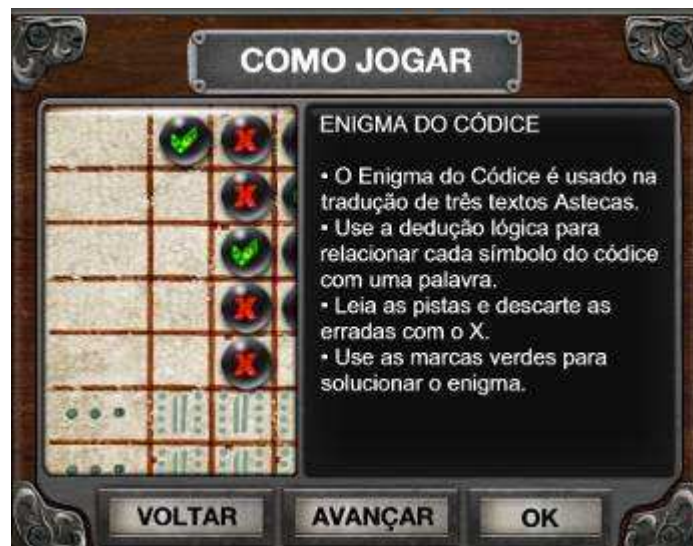 COMO JOGAR
ENIGMA DO CÓDICE
• O Enigma do Códice é usado na
tradução de três textos Astecas.
• Use a dedução lógica para
relacionar cada símbolo do códice
com uma palavra.
• Leia as pistas e descarte as
erradas com o X.
• Use as marcas verdes para
solucionar o enigma.
VOLTAR
AVANÇAR
OK